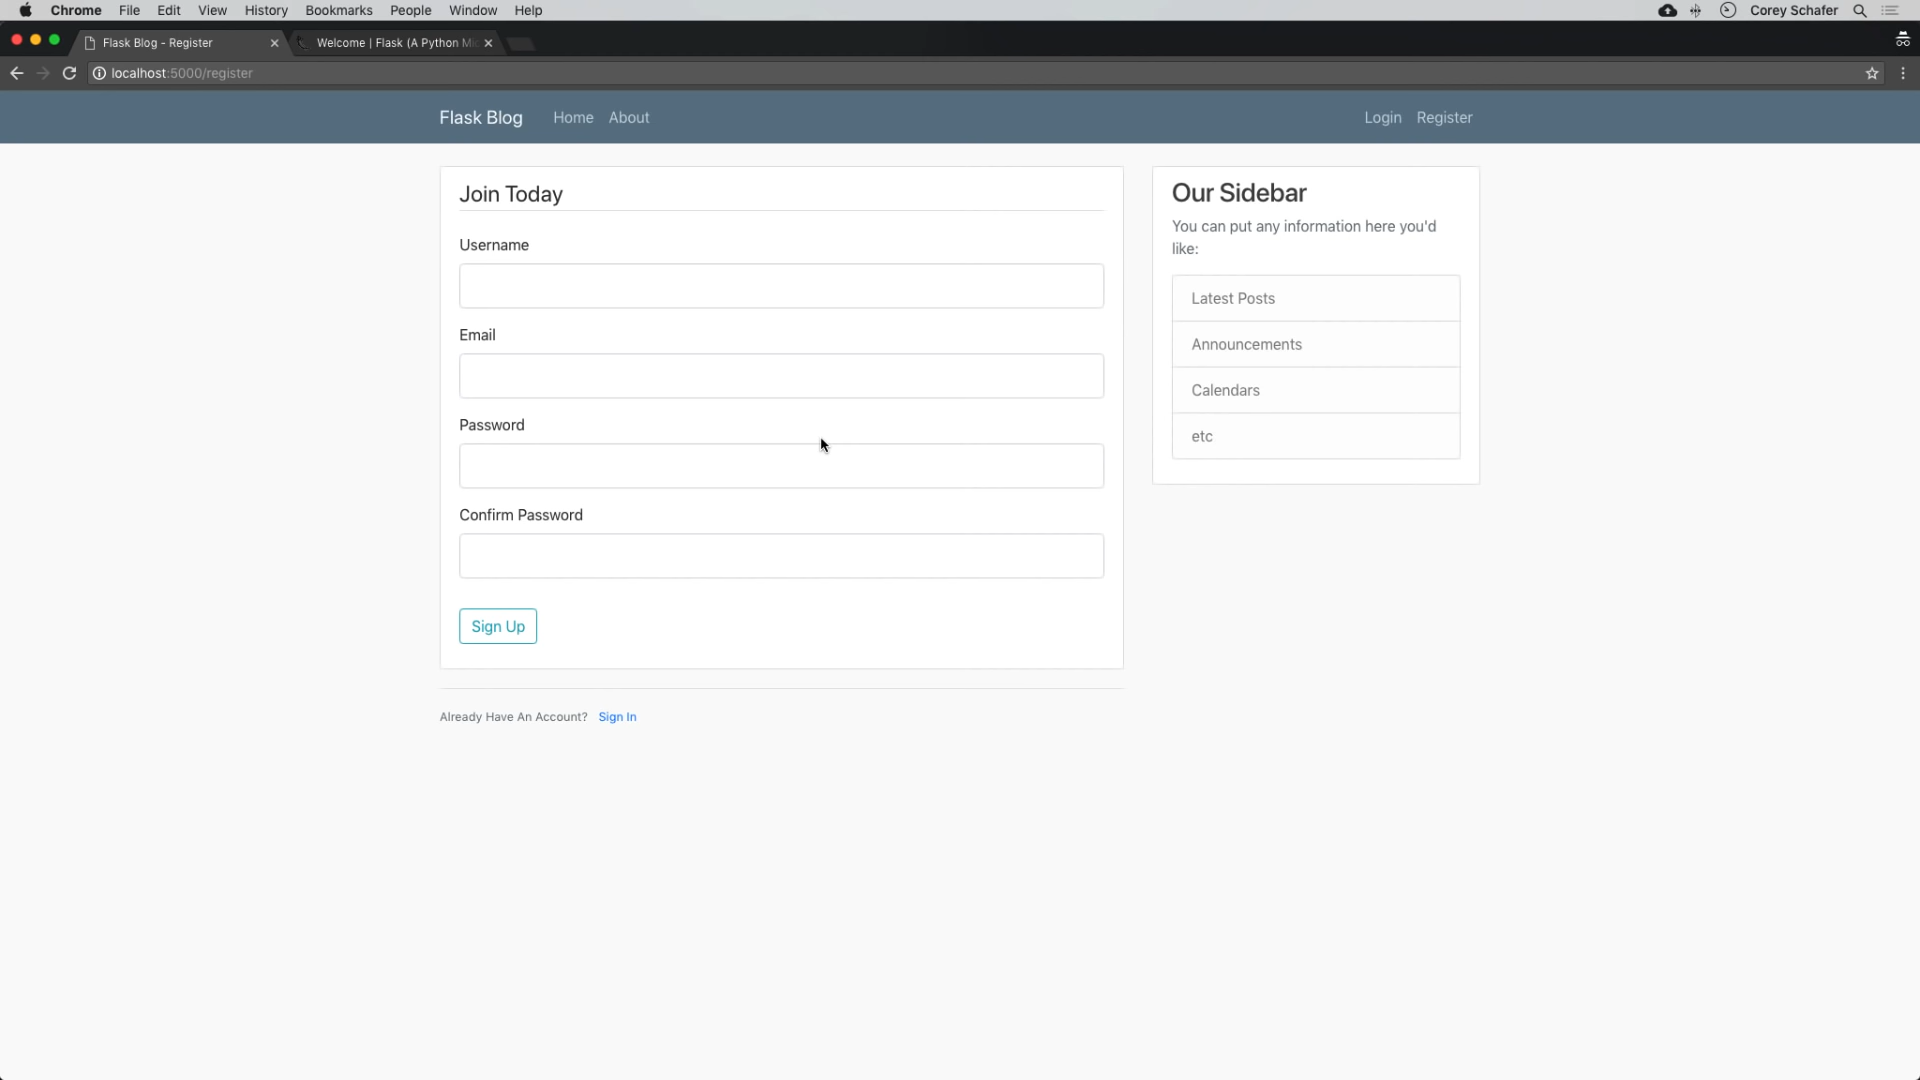 Chrome File Edit View History Bookmarks People Window Help Corey Schafer
Flask Blog - Register Welcome | Flask (A Python Mi
localhost:5000/register
Flask Blog Home About Login Register
Join Today
Username
Email
Password
Confirm Password
Sign Up
Already Have An Account? Sign In
Our Sidebar
You can put any information here you'd
like:
Latest Posts
Announcements
Calendars
etc